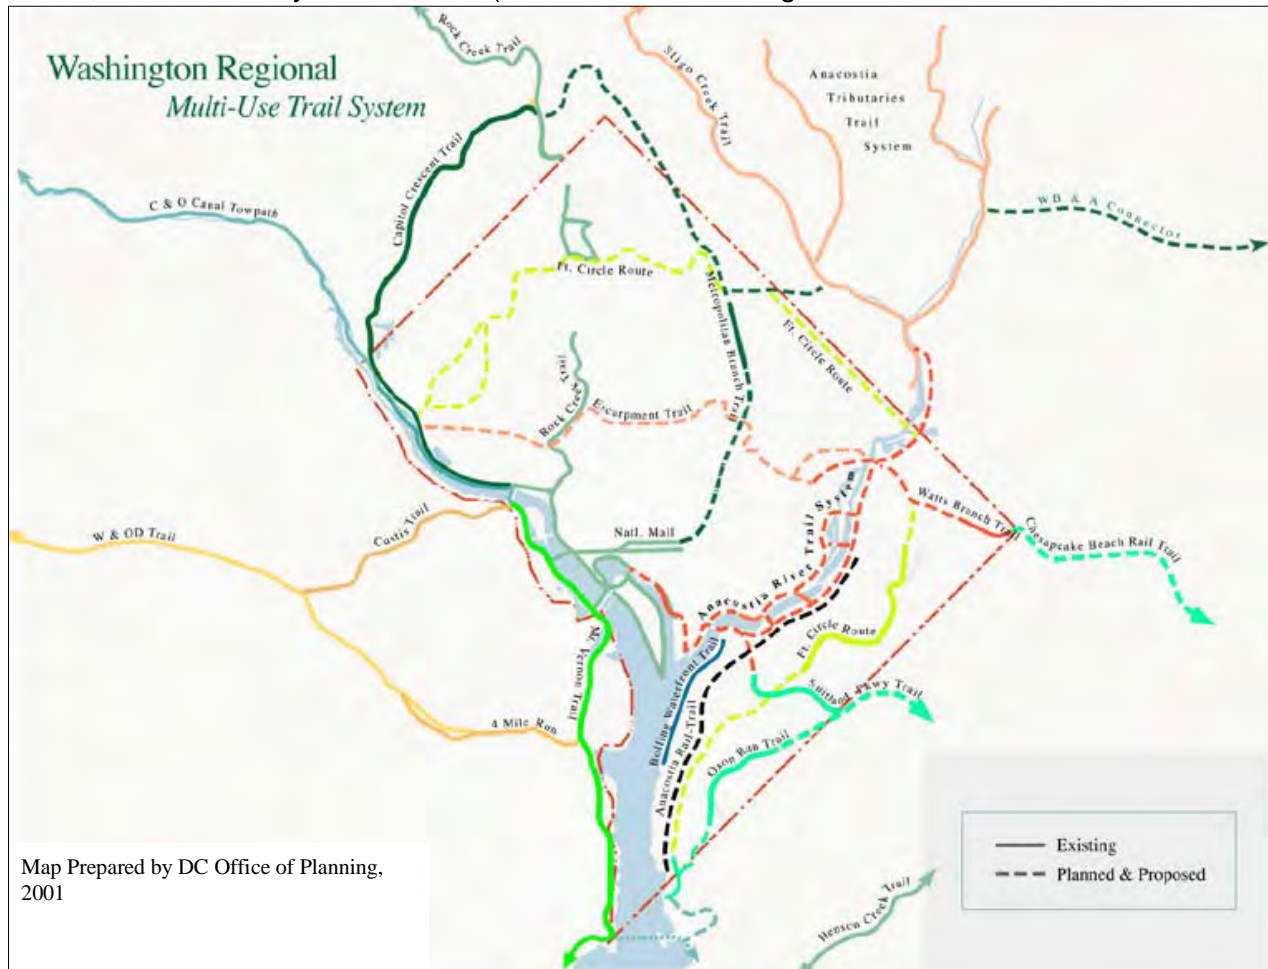 Washington Regional
Multi-Use Trail System
Rock Creek Trail
Sligo Creek Trail
Anacostia
Tributaries
Trail
System
Capitol Crescent Trail
C & O Canal Towpath
WB & A Connector
Ft. Circle Route
Metropolitan Branch Trail
Ft. Circle Route
Rock Creek Trail
Ercarpment Trail
Watts Branch Trail
Chesapeake Beach Rail Trail
W & OD Trail
Custis Trail
Natl. Mall
Anacostia River Trail System
Ft. Circle Route
Mt. Vernon Trail
Bolling Waterfront Trail
Suitland Pkwy Trail
4 Mile Run
Anacostia Rail-Trail
Oxon Run Trail
Existing
Planned & Proposed
Map Prepared by DC Office of Planning,
2001
Henson Creek Trail